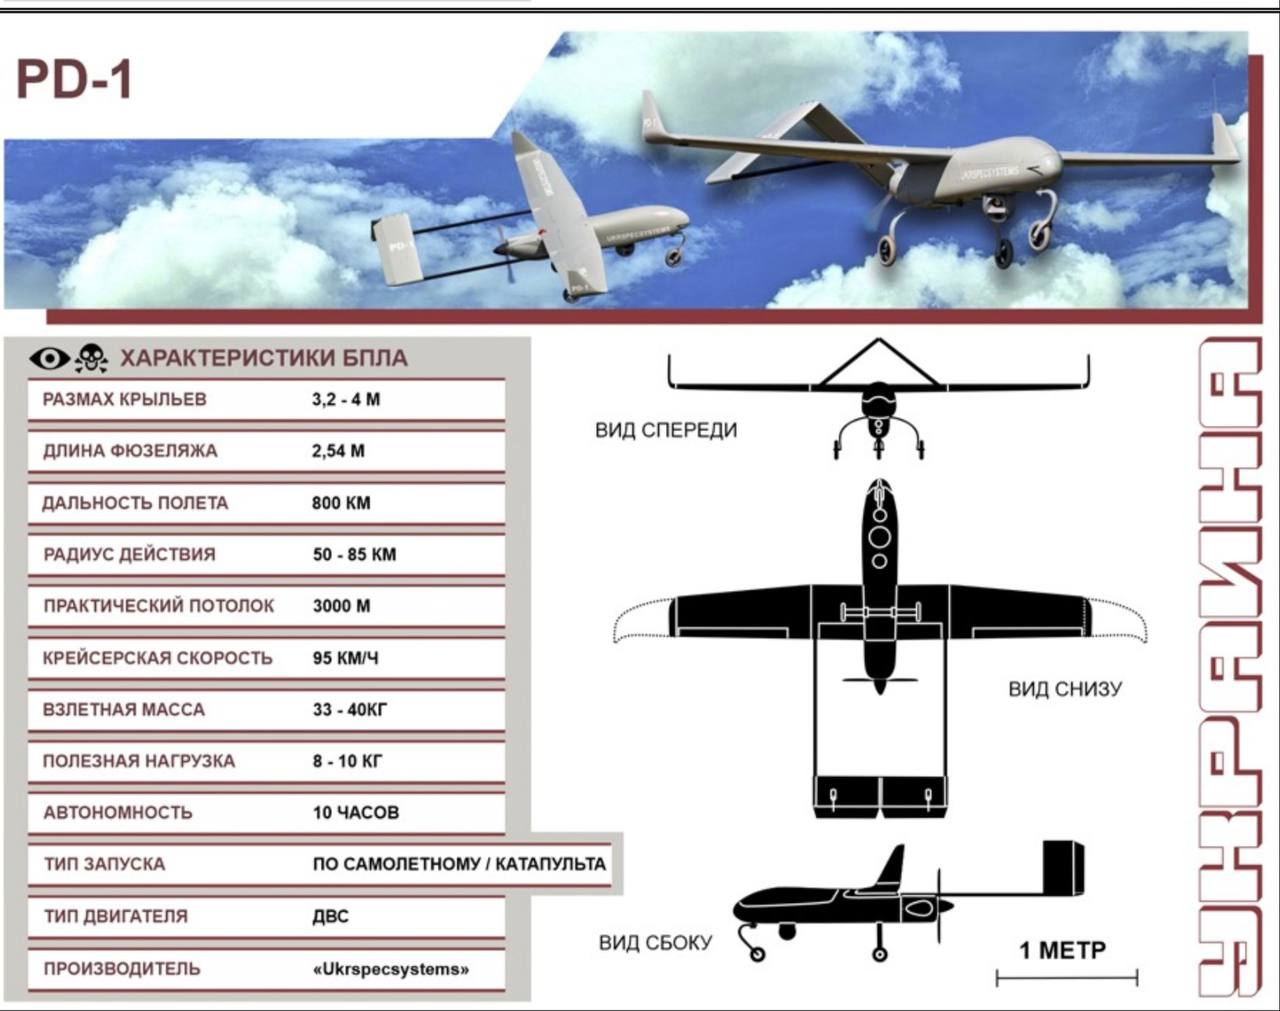 PD-1
PD-1
UKRSPECSYSTEMS
UKRSPECSYSTEMS
PD-1
ХАРАКТЕРИСТИКИ БПЛА
РАЗМАХ КРЫЛЬЕВ 3,2 - 4 М
ДЛИНА ФЮЗЕЛЯЖА 2,54 М
ДАЛЬНОСТЬ ПОЛЕТА 800 КМ
РАДИУС ДЕЙСТВИЯ 50 - 85 КМ
ПРАКТИЧЕСКИЙ ПОТОЛОК 3000 М
КРЕЙСЕРСКАЯ СКОРОСТЬ 95 КМ/Ч
ВЗЛЕТНАЯ МАССА 33 - 40КГ
ПОЛЕЗНАЯ НАГРУЗКА 8 - 10 КГ
АВТОНОМНОСТЬ 10 ЧАСОВ
ТИП ЗАПУСКА ПО САМОЛЕТНОМУ / КАТАПУЛЬТА
ТИП ДВИГАТЕЛЯ ДВС
ПРОИЗВОДИТЕЛЬ «Ukrspecsystems»
ВИД СПЕРЕДИ
ВИД СНИЗУ
ВИД СБОКУ
1 МЕТР
УКРАИНА